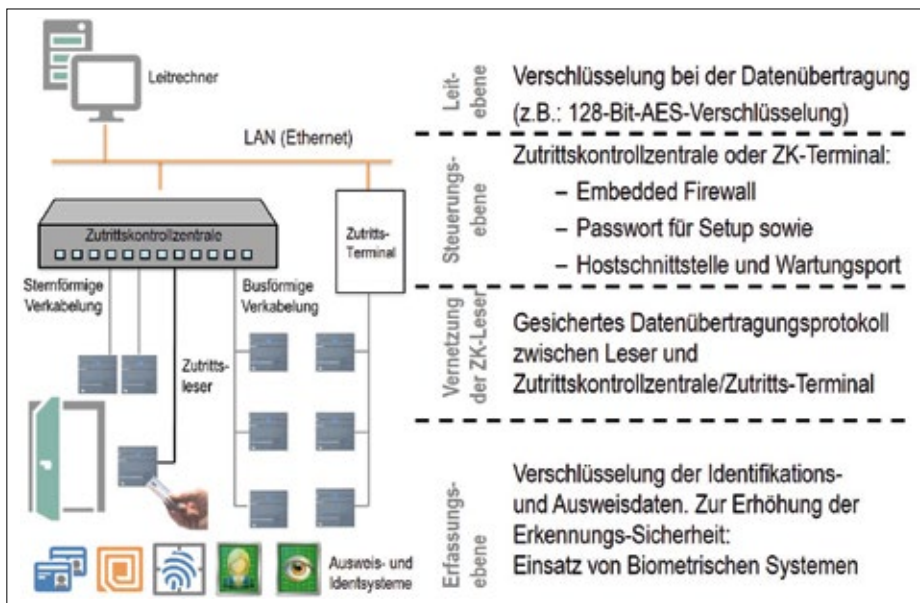 Leitrechner
LAN (Ethernet)
Zutrittskontrollzentrale
Zutritts-
Terminal
Sternförmige
Verkabelung
Busförmige
Verkabelung
Zutritts-
leser
Ausweis- und
Identsysteme
Leit-
ebene
Verschlüsselung bei der Datenübertragung
(z.B.: 128-Bit-AES-Verschlüsselung)
Steuerungs-
ebene
Zutrittskontrollzentrale oder ZK-Terminal:
– Embedded Firewall
– Passwort für Setup sowie
– Hostschnittstelle und Wartungsport
Vernetzung
der ZK-Leser
Gesichertes Datenübertragungsprotokoll
zwischen Leser und
Zutrittskontrollzentrale/Zutritts-Terminal
Erfassungs-
ebene
Verschlüsselung der Identifikations-
und Ausweisdaten. Zur Erhöhung der
Erkennungs-Sicherheit:
Einsatz von Biometrischen Systemen